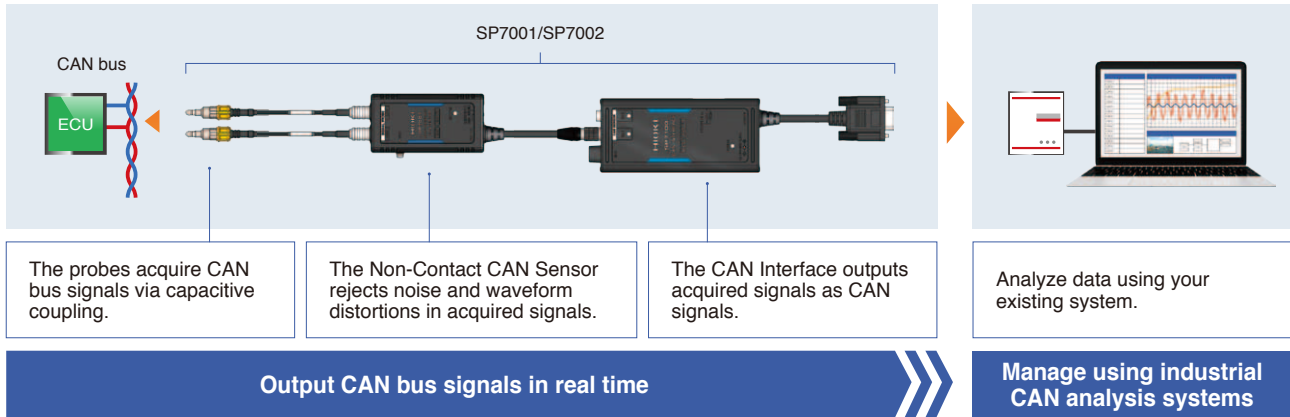 SP7001/SP7002
CAN bus
ECU
HIOKI
The probes acquire CAN
bus signals via capacitive
coupling.
The Non-Contact CAN Sensor
rejects noise and waveform
distortions in acquired signals.
The CAN Interface outputs
acquired signals as CAN
signals.
Analyze data using your
existing system.
Output CAN bus signals in real time
Manage using industrial
CAN analysis systems